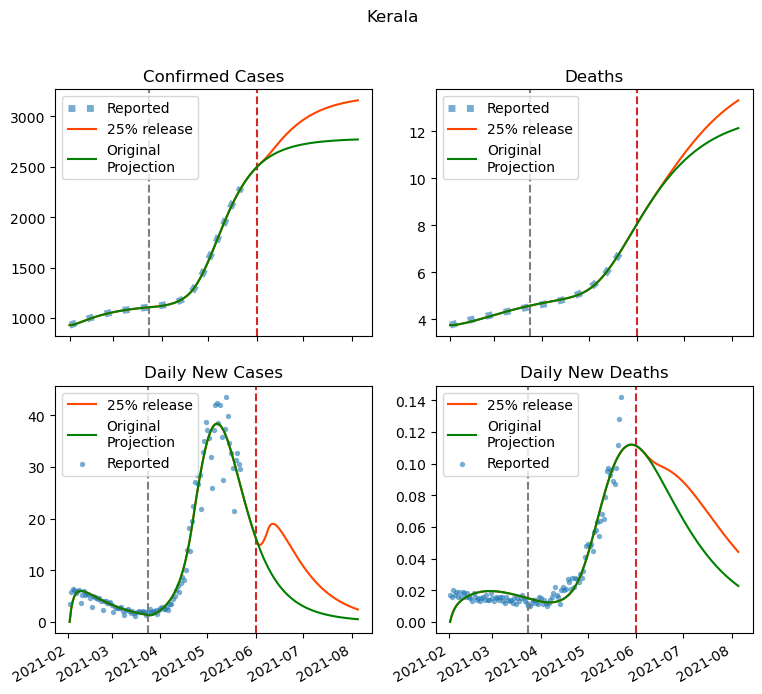 Kerala
Confirmed Cases
Reported
25% release
Original
Projection
3000
2500
2000
1500
1000
Deaths
Reported
25% release
Original
Projection
12
10
8
6
4
Daily New Cases
25% release
Original
Projection
Reported
40
30
20
10
0
2021-02
2021-03
2021-04
2021-05
2021-06
2021-07
2021-08
Daily New Deaths
25% release
Original
Projection
Reported
0.14
0.12
0.10
0.08
0.06
0.04
0.02
0.00
2021-02
2021-03
2021-04
2021-05
2021-06
2021-07
2021-08